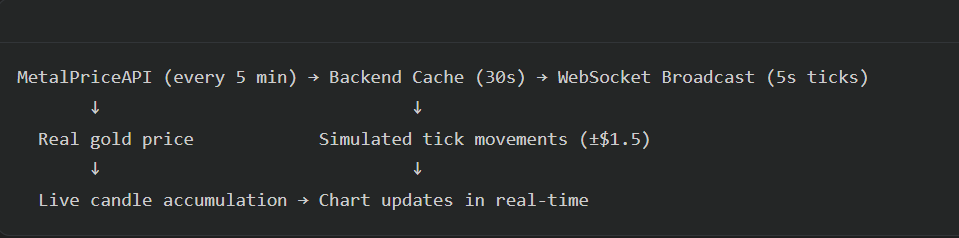 MetalPriceAPI (every 5 min) → Backend Cache (30s) → WebSocket Broadcast (5s ticks)
↓ ↓
Real gold price Simulated tick movements (±$1.5)
↓ ↓
Live candle accumulation → Chart updates in real-time